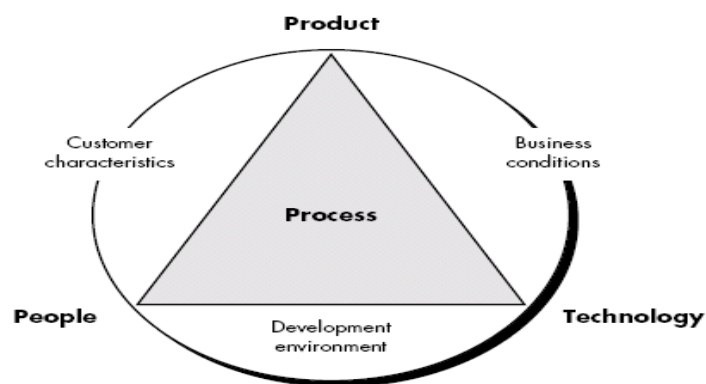 Product
Customer
characteristics
Business
conditions
Process
People
Technology
Development
environment